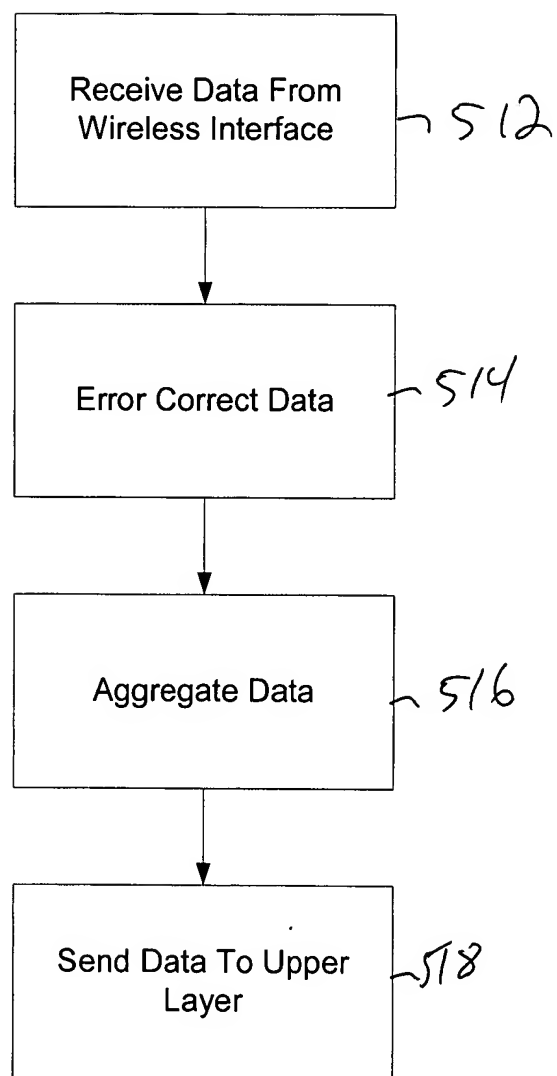 Receive Data From
Wireless Interface
512
Error Correct Data
514
Aggregate Data
516
Send Data To Upper
Layer
518